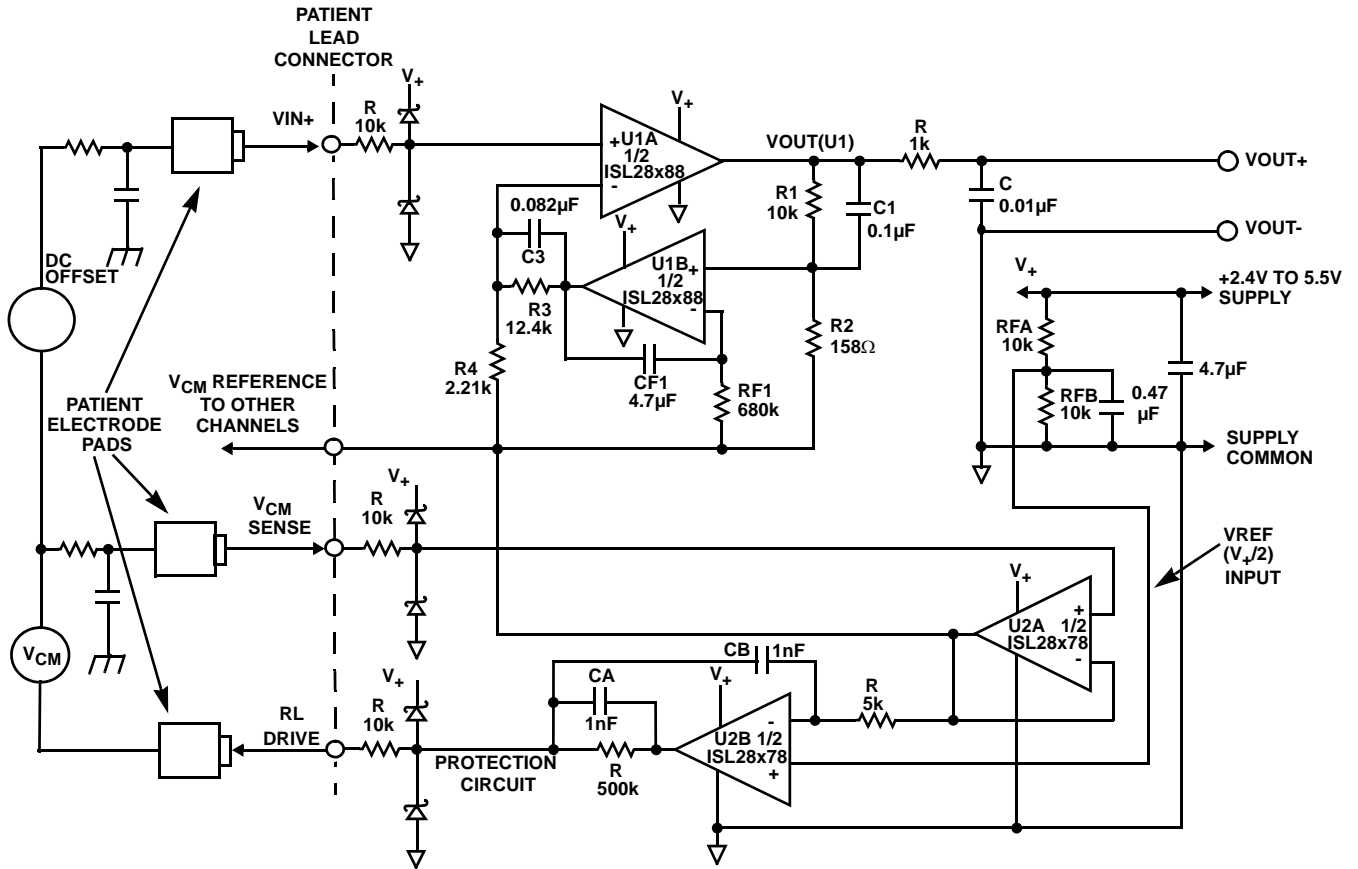 PATIENT
LEAD
CONNECTOR
V+
VIN+
R
10k
+U1A
1/2
ISL28x88
-
V+
VOUT(U1)
R
1k
VOUT+
C
0.01µF
VOUT-
R1
10k
C1
0.1µF
0.082µF
C3
V+
U1B
+
1/2
ISL28x88
-
R3
12.4k
R4
2.21k
CF1
4.7µF
RF1
680k
R2
158Ω
DC
OFFSET
V+
+2.4V TO 5.5V
SUPPLY
RFA
10k
RFB
10k
0.47
µF
4.7µF
SUPPLY
COMMON
VCM REFERENCE
TO OTHER
CHANNELS
PATIENT
ELECTRODE
PADS
VCM
SENSE
V+
R
10k
VREF
(V+/2)
INPUT
V+
+
U2A 1/2
ISL28x78
-
VCM
RL
DRIVE
V+
R
10k
PROTECTION
CIRCUIT
CB
1nF
CA
1nF
R
500k
V+
-
U2B 1/2
ISL28x78
+
R
5k